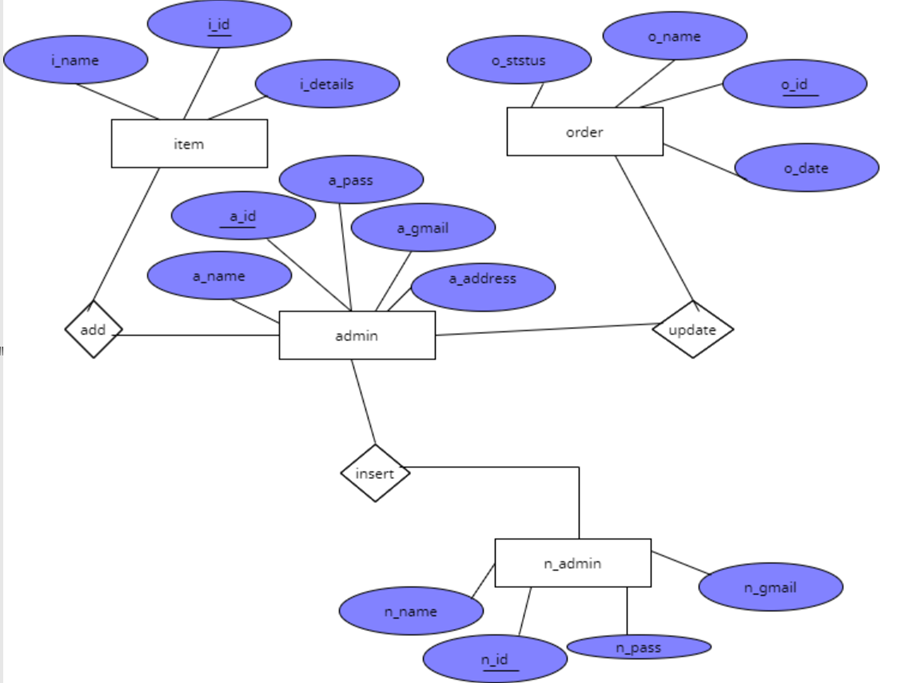 i_id
i_name
i_details
item
o_name
o_ststus
o_id
order
o_date
a_pass
a_id
a_gmail
a_name
a_address
add
admin
update
insert
n_admin
n_gmail
n_name
n_id
n_pass